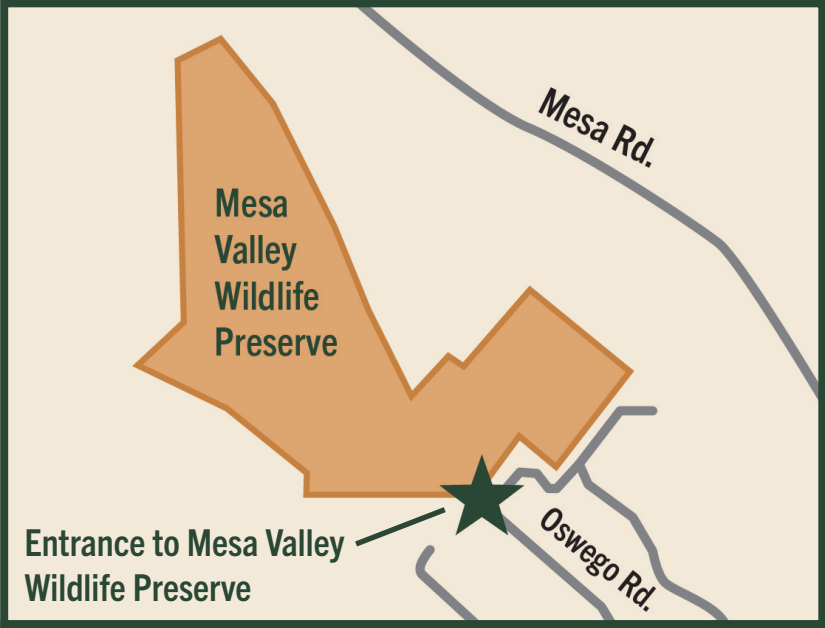 Mesa Rd.
Mesa
Valley
Wildlife
Preserve
Oswego Rd.
Entrance to Mesa Valley
Wildlife Preserve